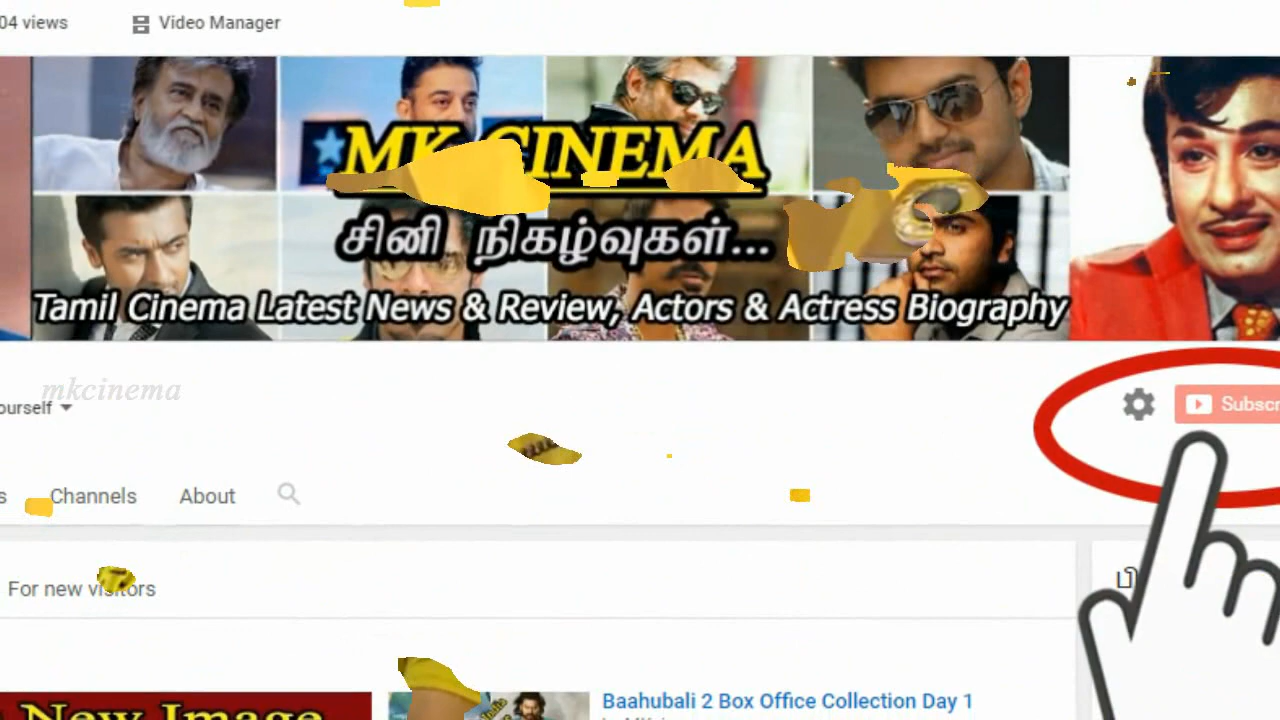 04 views Video Manager
MK CINEMA
சினி நிகழ்வுகள்...
Tamil Cinema Latest News & Review, Actors & Actress Biography
mkcinema
ourself
Subscr
s Channels About
For new visitors
பி
New Image
Baahubali 2 Box Office Collection Day 1